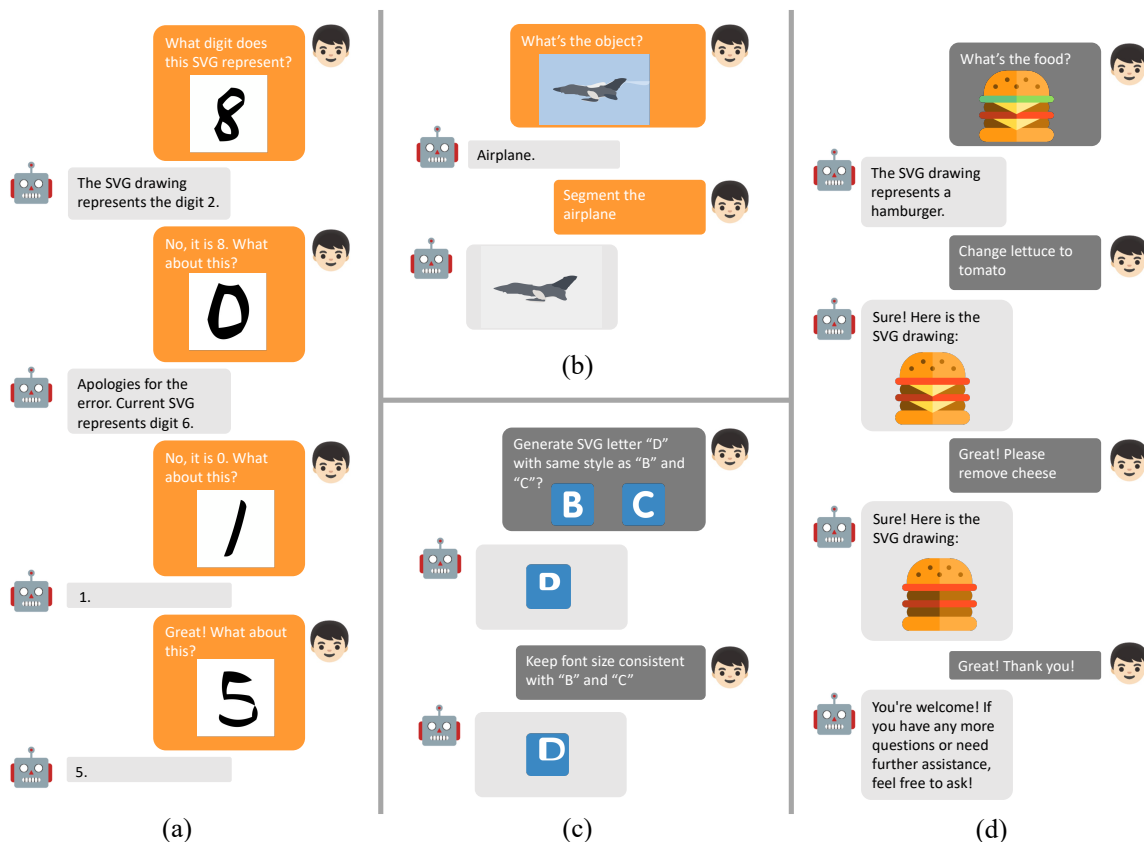 What digit does
this SVG represent?
8
The SVG drawing
represents the digit 2.
No, it is 8. What
about this?
0
Apologies for the
error. Current SVG
represents digit 6.
No, it is 0. What
about this?
1
1.
Great! What about
this?
5
5.
(a)
What's the object?
Airplane.
Segment the
airplane
(b)
Generate SVG letter “D”
with same style as “B” and
“C”?
B C
D
Keep font size consistent
with “B” and “C”
D
(c)
What's the food?
The SVG drawing
represents a
hamburger.
Change lettuce to
tomato
Sure! Here is the
SVG drawing:
Great! Please
remove cheese
Sure! Here is the
SVG drawing:
Great! Thank you!
You're welcome! If
you have any more
questions or need
further assistance,
feel free to ask!
(d)